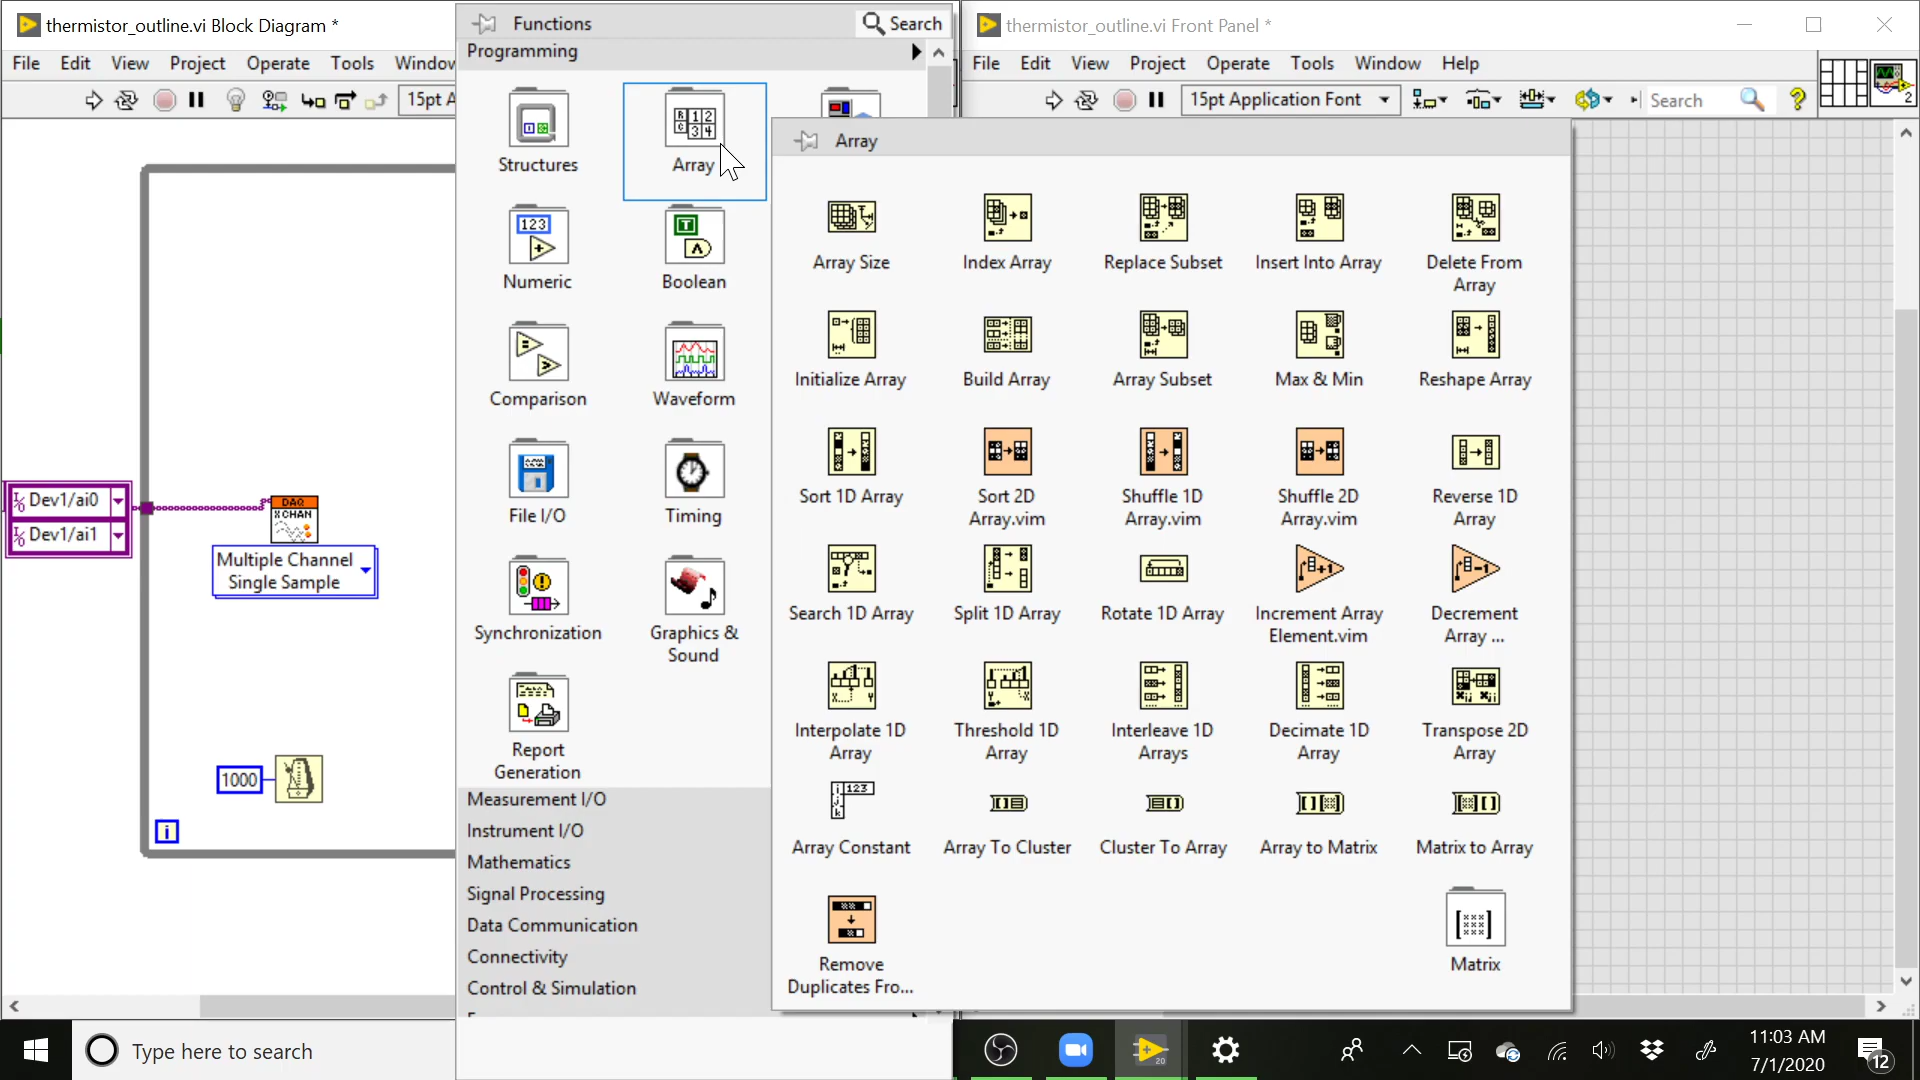 thermistor_outline.vi Block Diagram *
File Edit View Project Operate Tools Window
15pt A
Functions
Search
Programming
Structures
Array
Numeric
Boolean
Comparison
Waveform
File I/O
Timing
Synchronization
Graphics &
Sound
Report
Generation
Measurement I/O
Instrument I/O
Mathematics
Signal Processing
Data Communication
Connectivity
Control & Simulation
Array
Array Size
Index Array
Replace Subset
Insert Into Array
Delete From
Array
Initialize Array
Build Array
Array Subset
Max & Min
Reshape Array
Sort 1D Array
Sort 2D
Array.vim
Shuffle 1D
Array.vim
Shuffle 2D
Array.vim
Reverse 1D
Array
Search 1D Array
Split 1D Array
Rotate 1D Array
Increment Array
Element.vim
Decrement
Array ...
Interpolate 1D
Array
Threshold 1D
Array
Interleave 1D
Arrays
Decimate 1D
Array
Transpose 2D
Array
Array Constant
Array To Cluster
Cluster To Array
Array to Matrix
Matrix to Array
Remove
Duplicates Fro...
Matrix
thermistor_outline.vi Front Panel *
File Edit View Project Operate Tools Window Help
15pt Application Font
Search
2
Dev1/ai0
Dev1/ai1
DAQ
XCHAN
Multiple Channel
Single Sample
1000
i
Type here to search
20
11:03 AM
7/1/2020
12